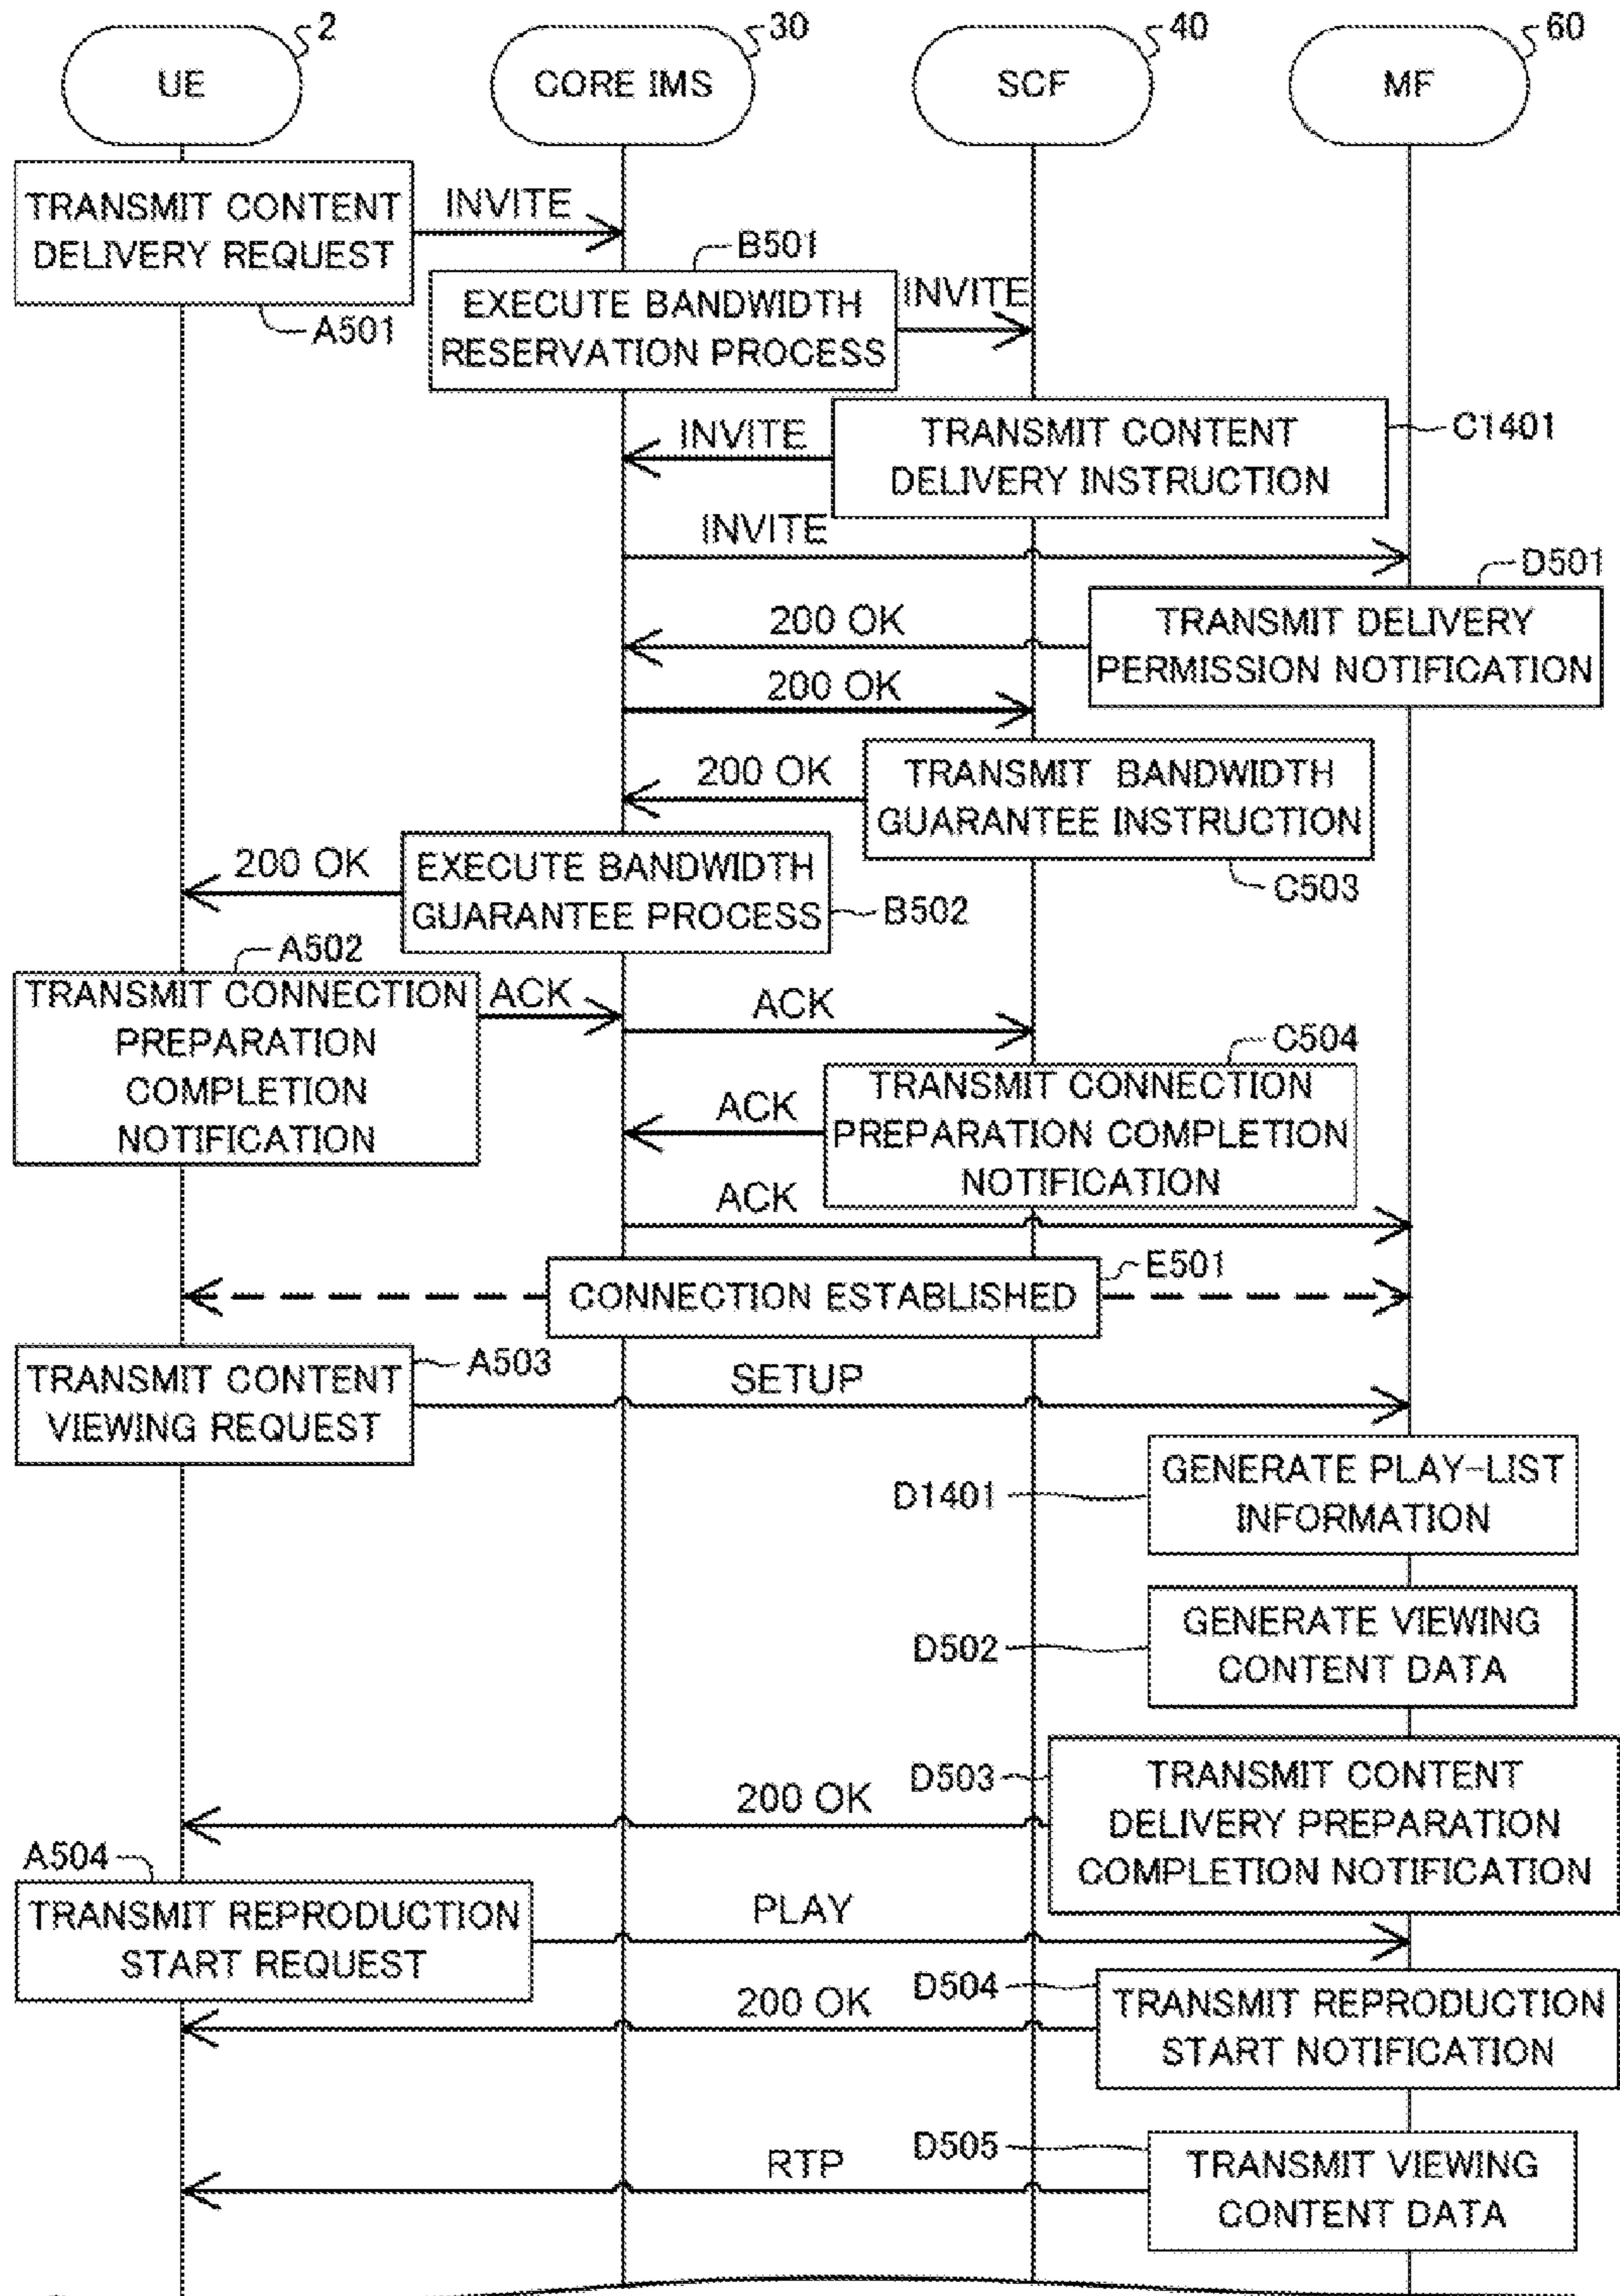 2
30
40
60
UE
CORE IMS
SCF
MF
TRANSMIT CONTENT
DELIVERY REQUEST
INVITE
A501
B501
EXECUTE BANDWIDTH
RESERVATION PROCESS
INVITE
INVITE
TRANSMIT CONTENT
DELIVERY INSTRUCTION
C1401
INVITE
D501
200 OK
TRANSMIT DELIVERY
PERMISSION NOTIFICATION
200 OK
200 OK
TRANSMIT BANDWIDTH
GUARANTEE INSTRUCTION
C503
200 OK
EXECUTE BANDWIDTH
GUARANTEE PROCESS
B502
A502
TRANSMIT CONNECTION
PREPARATION
COMPLETION
NOTIFICATION
ACK
ACK
C504
ACK
TRANSMIT CONNECTION
PREPARATION COMPLETION
NOTIFICATION
ACK
E501
CONNECTION ESTABLISHED
TRANSMIT CONTENT
VIEWING REQUEST
A503
SETUP
D1401
GENERATE PLAY-LIST
INFORMATION
D502
GENERATE VIEWING
CONTENT DATA
D503
200 OK
TRANSMIT CONTENT
DELIVERY PREPARATION
COMPLETION NOTIFICATION
A504
TRANSMIT REPRODUCTION
START REQUEST
PLAY
D504
200 OK
TRANSMIT REPRODUCTION
START NOTIFICATION
D505
RTP
TRANSMIT VIEWING
CONTENT DATA